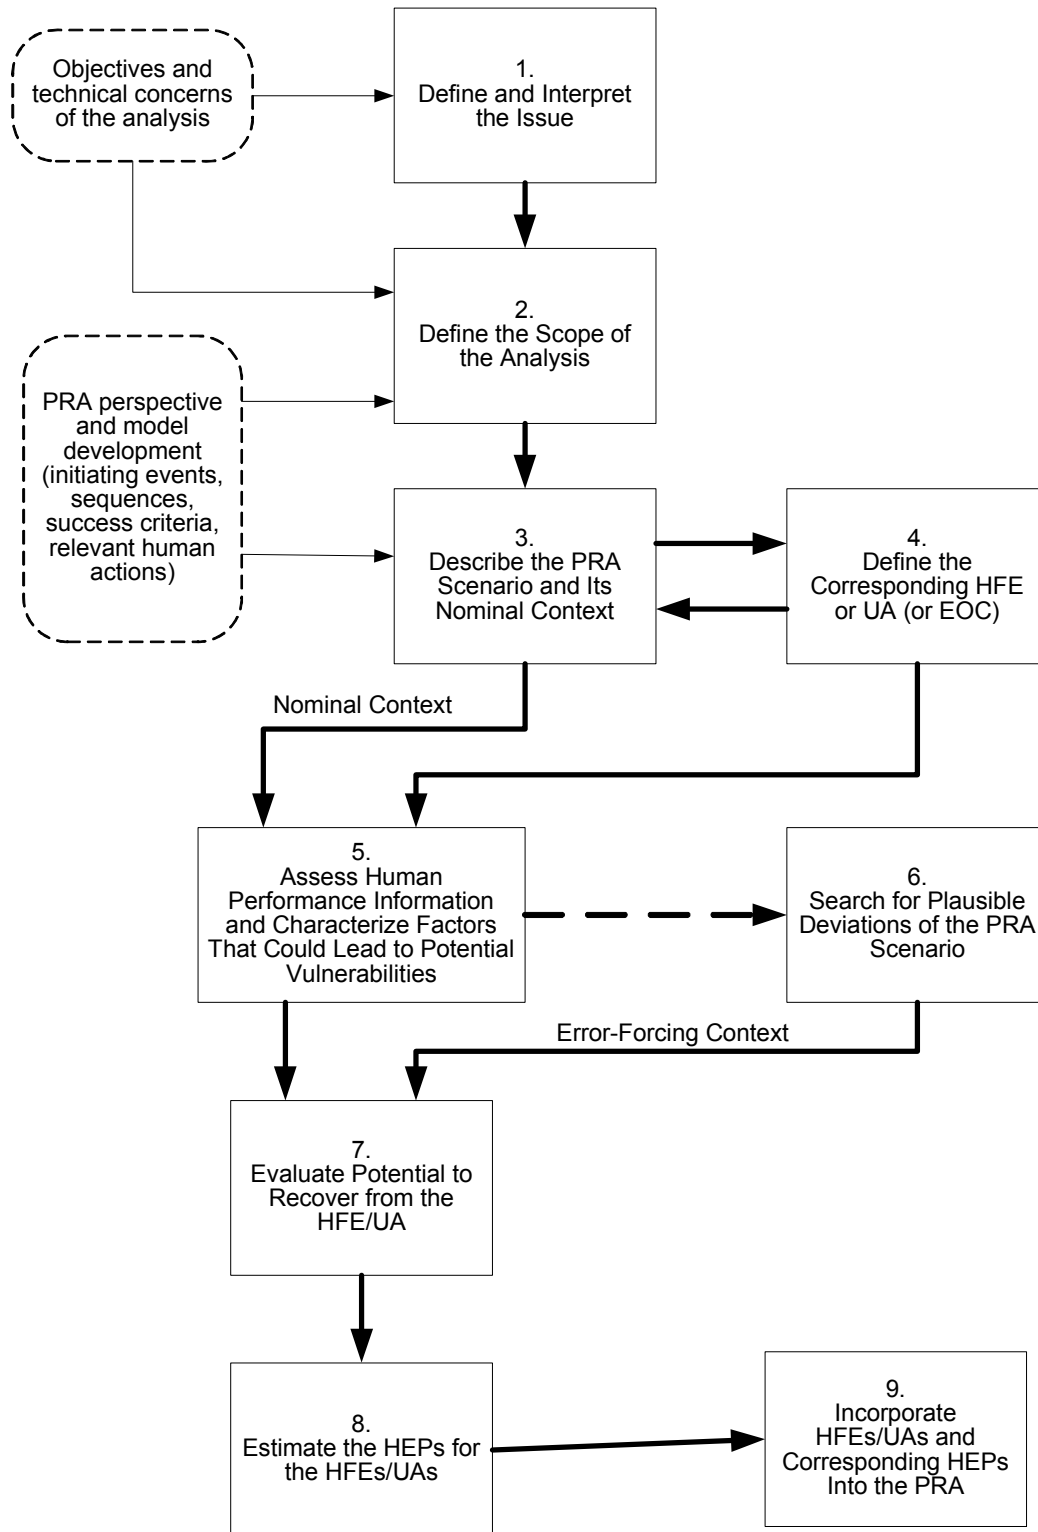 Objectives and
technical concerns
of the analysis
1.
Define and Interpret
the Issue
2.
Define the Scope of
the Analysis
PRA perspective
and model
development
(initiating events,
sequences,
success criteria,
relevant human
actions)
3.
Describe the PRA
Scenario and Its
Nominal Context
4.
Define the
Corresponding HFE
or UA (or EOC)
Nominal Context
5.
Assess Human
Performance Information
and Characterize Factors
That Could Lead to Potential
Vulnerabilities
6.
Search for Plausible
Deviations of the PRA
Scenario
Error-Forcing Context
7.
Evaluate Potential to
Recover from the
HFE/UA
8.
Estimate the HEPs for
the HFEs/UAs
9.
Incorporate
HFEs/UAs and
Corresponding HEPs
Into the PRA